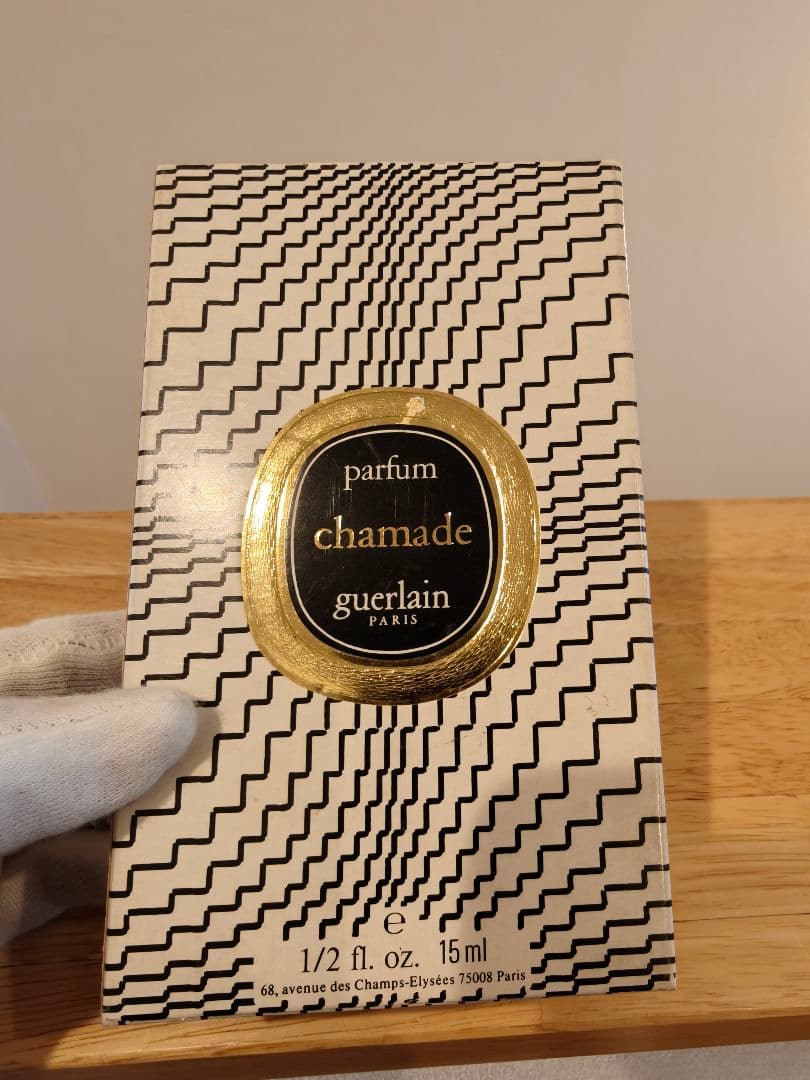 parfum
chamade
guerlain
PARIS
e
1/2 fl. oz. 15 ml
68, avenue des Champs-Elysées 75008 Paris